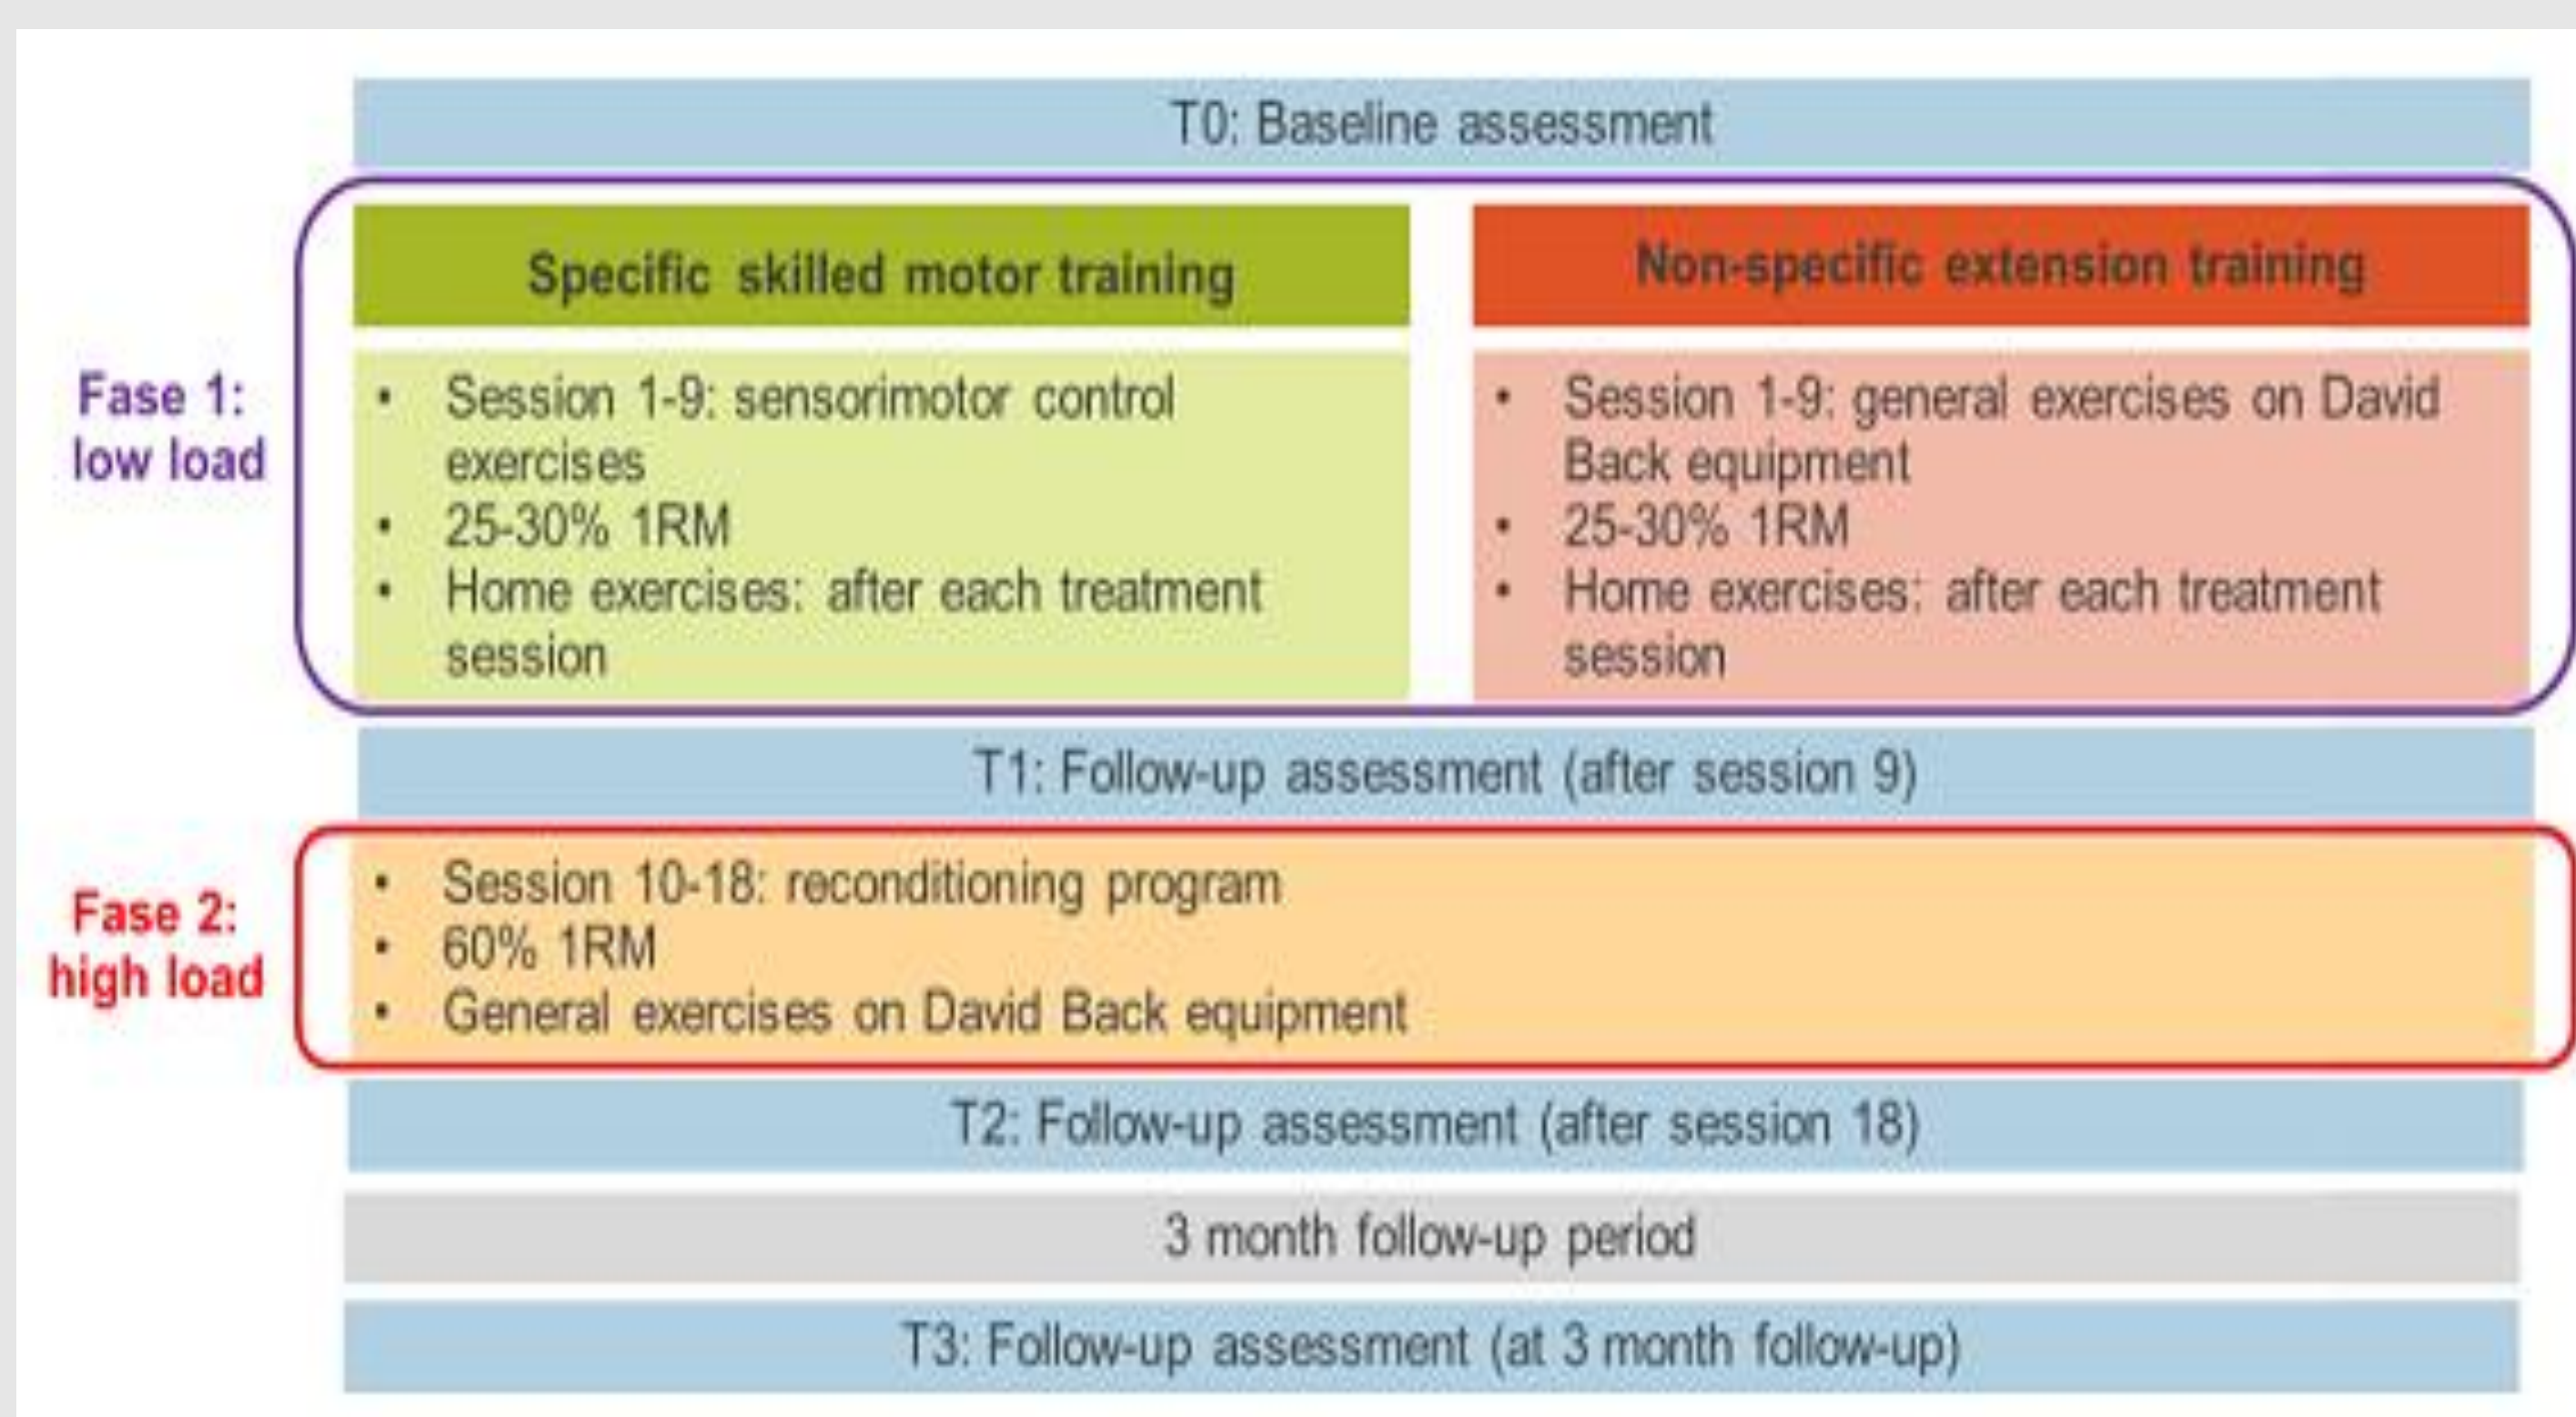 T0: Baseline assessment
Specific skilled motor training
Non-specific extension training
Fase 1:
low load
• Session 1-9: sensorimotor control
exercises
• 25-30% 1RM
• Home exercises: after each treatment
session
• Session 1-9: general exercises on David
Back equipment
• 25-30% 1RM
• Home exercises: after each treatment
session
T1: Follow-up assessment (after session 9)
Fase 2:
high load
• Session 10-18: reconditioning program
• 60% 1RM
• General exercises on David Back equipment
T2: Follow-up assessment (after session 18)
3 month follow-up period
T3: Follow-up assessment (at 3 month follow-up)